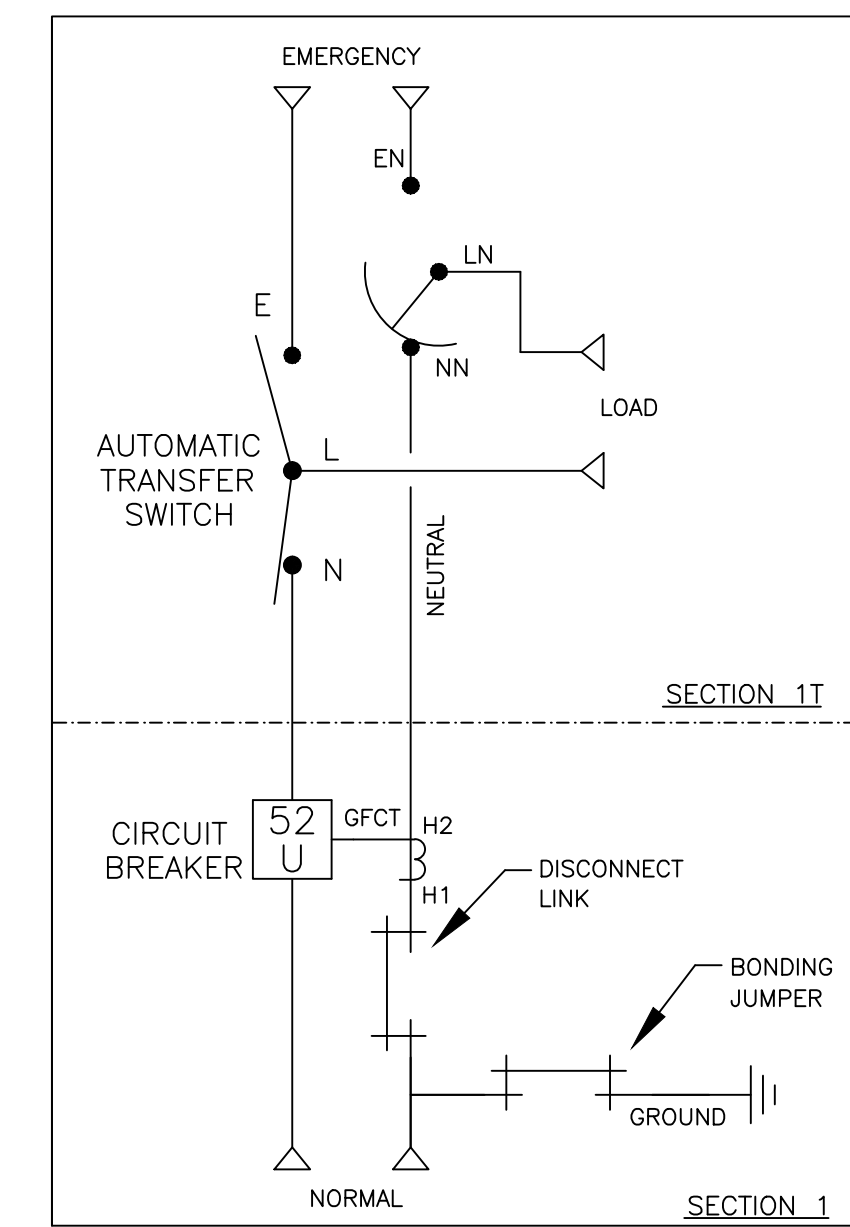 EMERGENCY
EN
LN
E
NN
LOAD
AUTOMATIC
TRANSFER
SWITCH
L
N
NEUTRAL
SECTION 1T
CIRCUIT
BREAKER
52
U
GFCT
H2
H1
DISCONNECT
LINK
BONDING
JUMPER
GROUND
NORMAL
SECTION 1